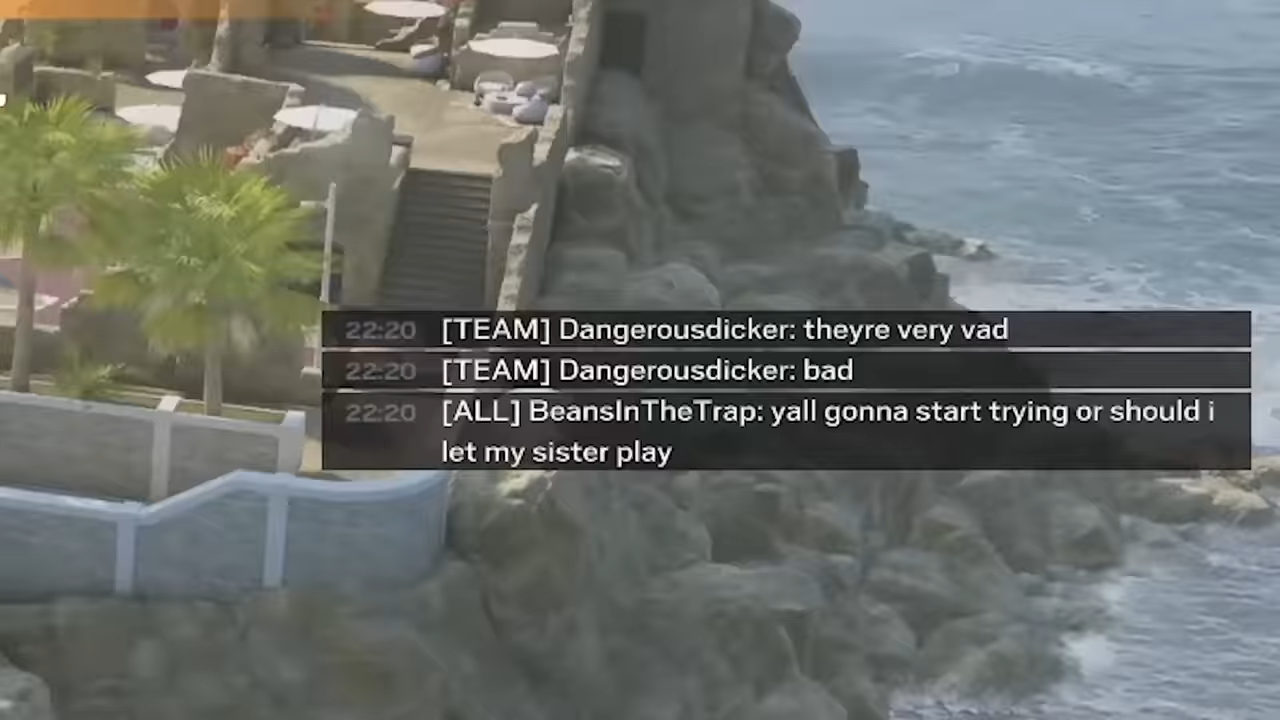 22:20 [TEAM] Dangerousdicker: theyre very vad
22:20 [TEAM] Dangerousdicker: bad
22:20 [ALL] BeansInTheTrap: yall gonna start trying or should i
let my sister play